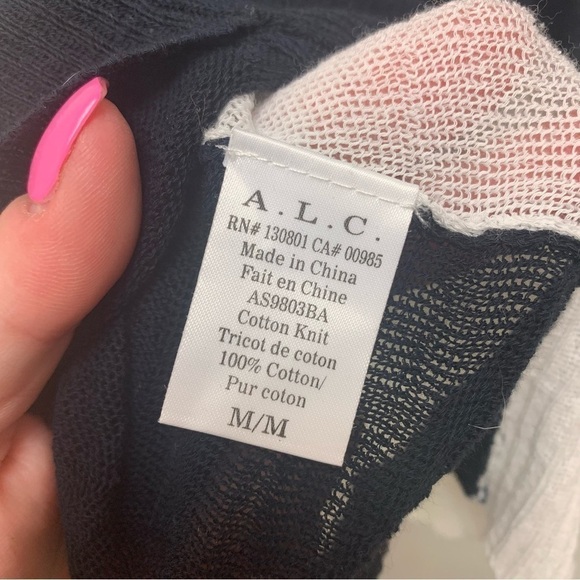 A.L.C.
RN# 130801 CA# 00985
Made in China
Fait en Chine
AS9803BA
Cotton Knit
Tricot de coton
100% Cotton/
Pur coton
M/M